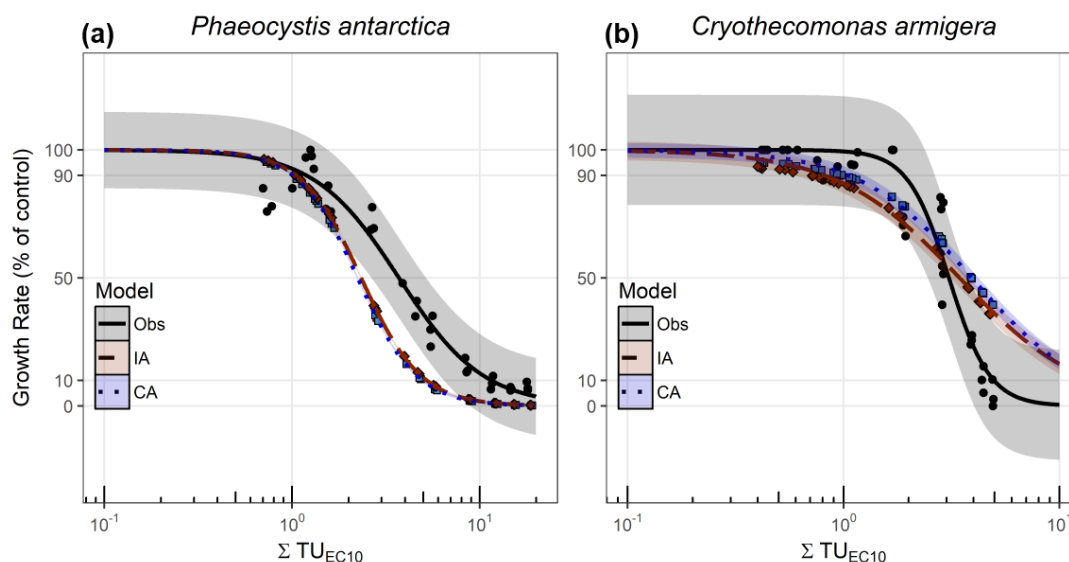 (a) Phaeocystis antarctica
(b) Cryothecomonas armigera
Growth Rate (% of control)
100
90
50
10
0
Model
Obs
IA
CA
10⁻¹
10⁰
10¹
Σ TU_EC10
100
90
50
10
0
Model
Obs
IA
CA
10⁻¹
10⁰
10¹
Σ TU_EC10